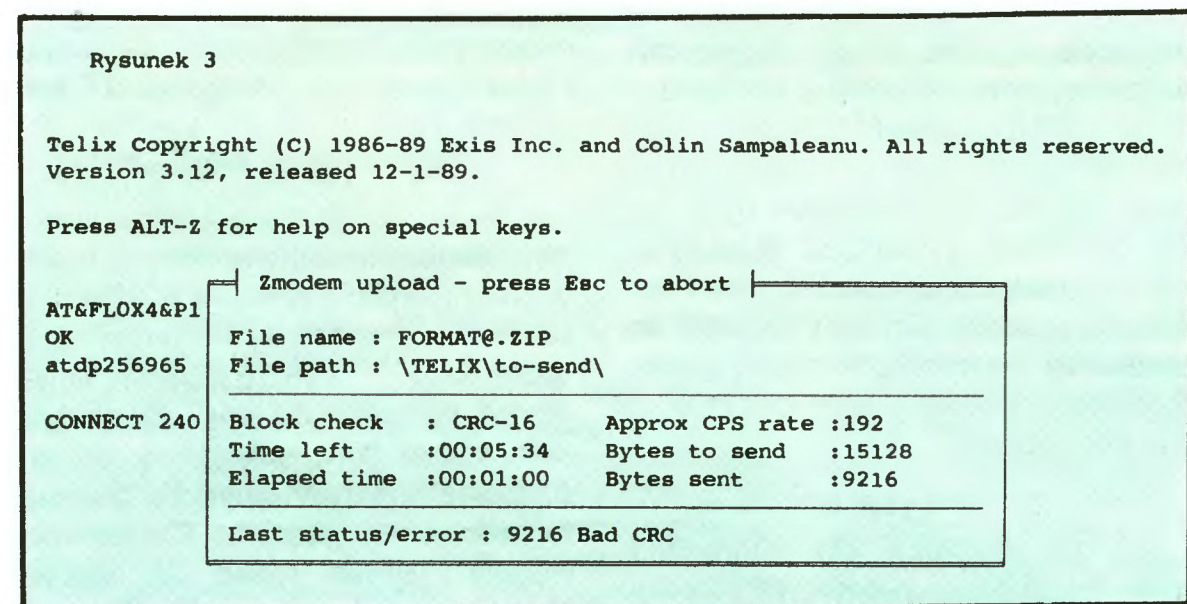 Rysunek 3
Telix Copyright (C) 1986-89 Exis Inc. and Colin Sampaleanu. All rights reserved.
Version 3.12, released 12-1-89.
Press ALT-Z for help on special keys.
Zmodem upload - press Esc to abort
AT&FL0X4&P1
OK File name : FORMAT@.ZIP
atdp256965 File path : \TELIX\to-send\
CONNECT 240 Block check : CRC-16 Approx CPS rate :192
Time left :00:05:34 Bytes to send :15128
Elapsed time :00:01:00 Bytes sent :9216
Last status/error : 9216 Bad CRC